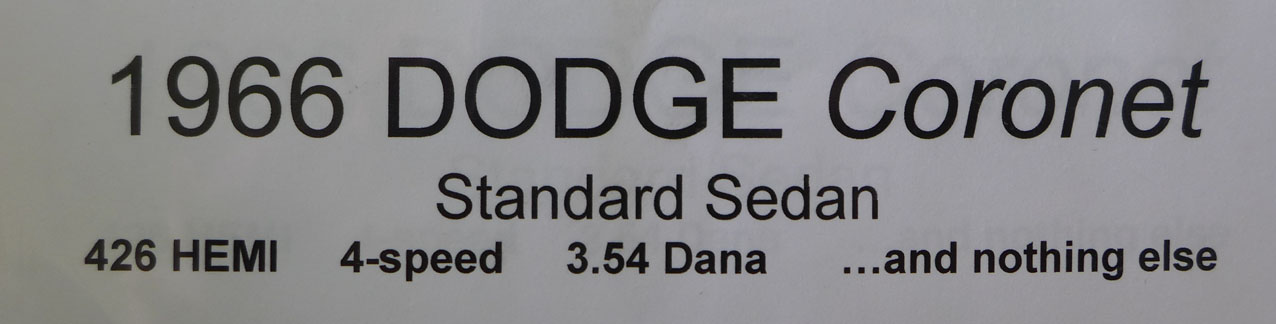 1966 DODGE Coronet
Standard Sedan
426 HEMI 4-speed 3.54 Dana ...and nothing else